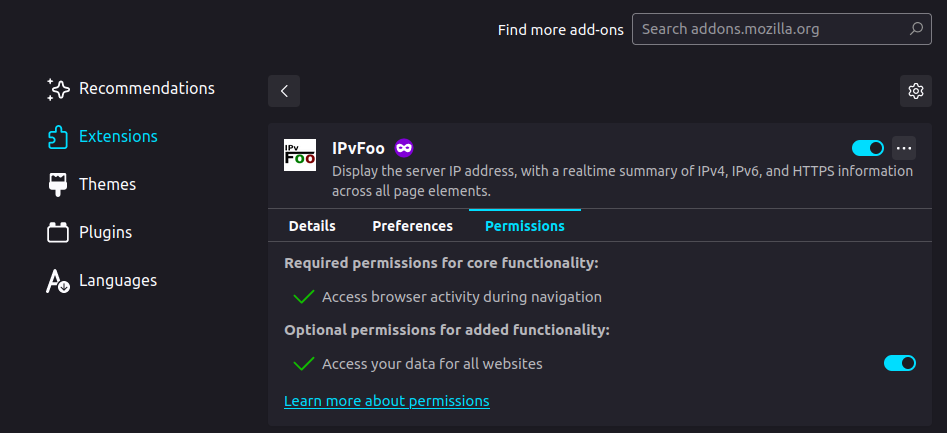 Find more add-ons
Search addons.mozilla.org
Recommendations
Extensions
Themes
Plugins
Languages
IPv
Foo
IPvFoo
Display the server IP address, with a realtime summary of IPv4, IPv6, and HTTPS information
across all page elements.
Details
Preferences
Permissions
Required permissions for core functionality:
Access browser activity during navigation
Optional permissions for added functionality:
Access your data for all websites
Learn more about permissions